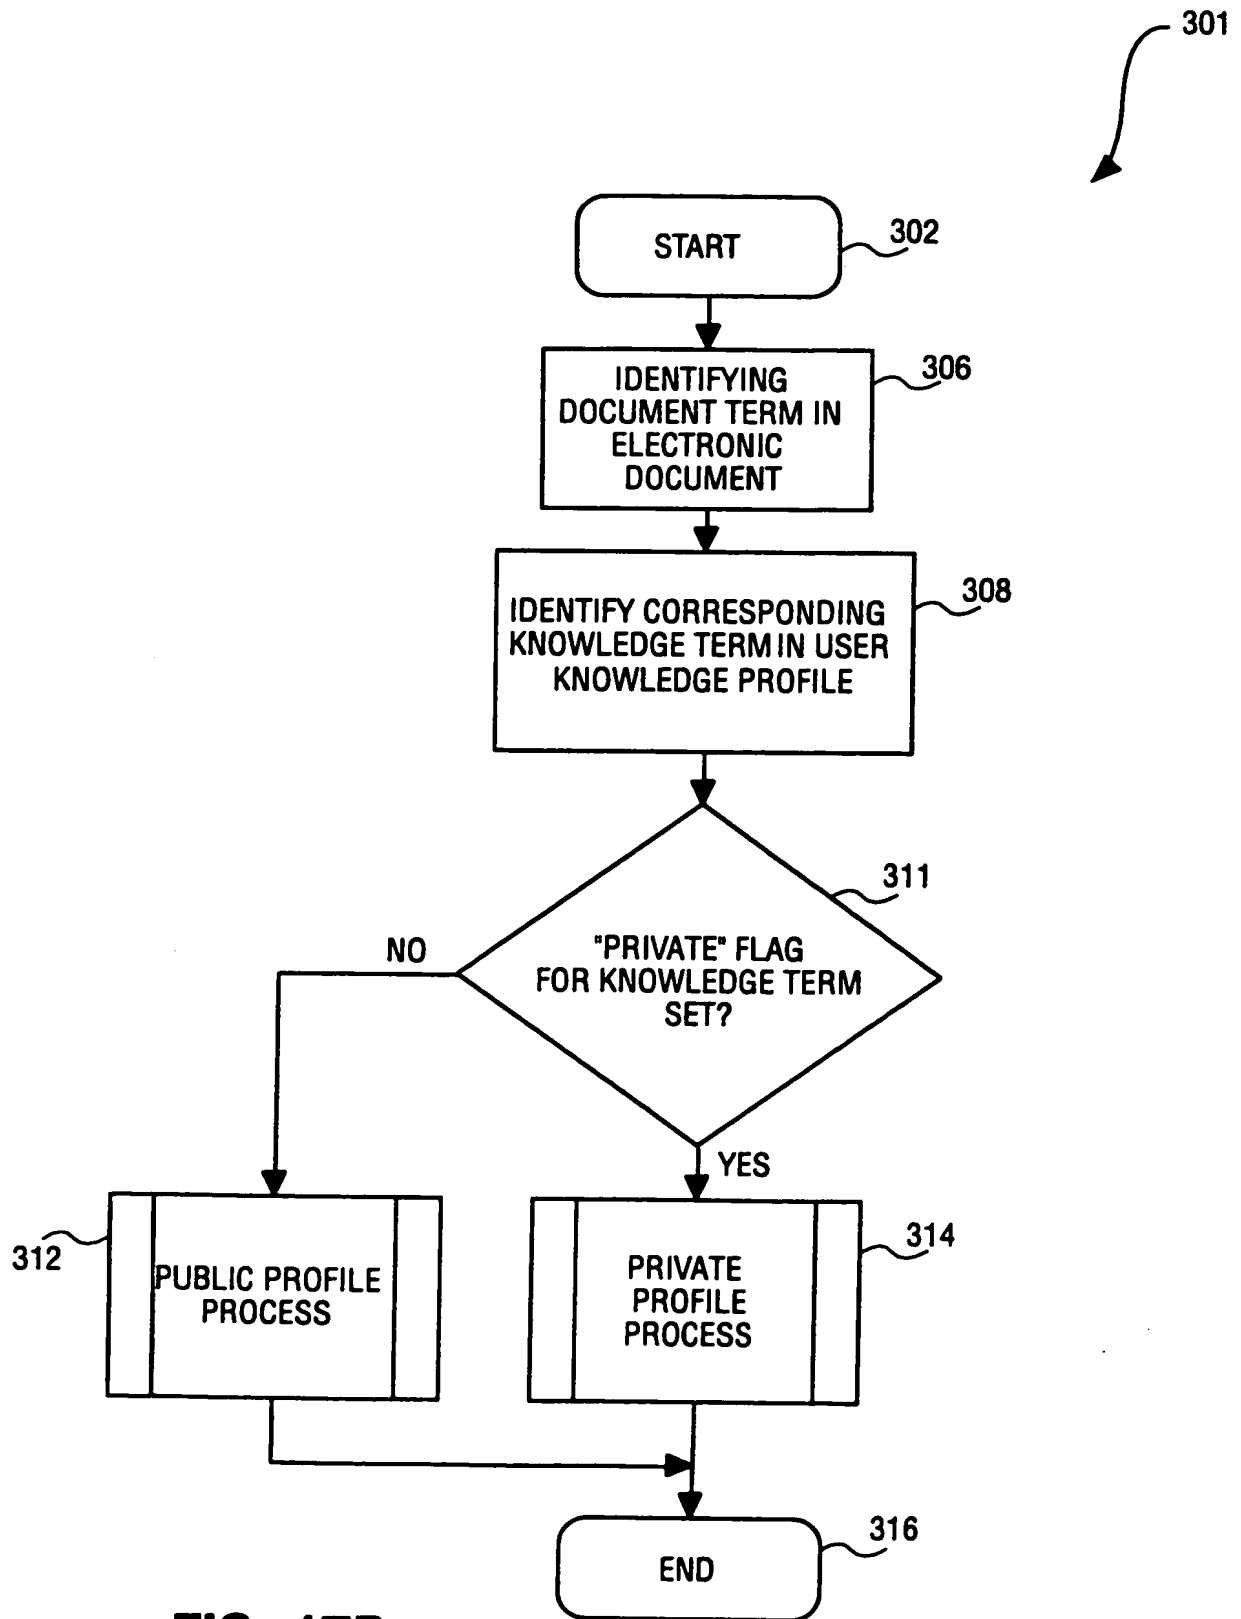 301
START
302
IDENTIFYING
DOCUMENT TERM IN
ELECTRONIC
DOCUMENT
306
IDENTIFY CORRESPONDING
KNOWLEDGE TERM IN USER
KNOWLEDGE PROFILE
308
311
"PRIVATE" FLAG
FOR KNOWLEDGE TERM
SET?
NO
YES
312
PUBLIC PROFILE
PROCESS
314
PRIVATE
PROFILE
PROCESS
316
END